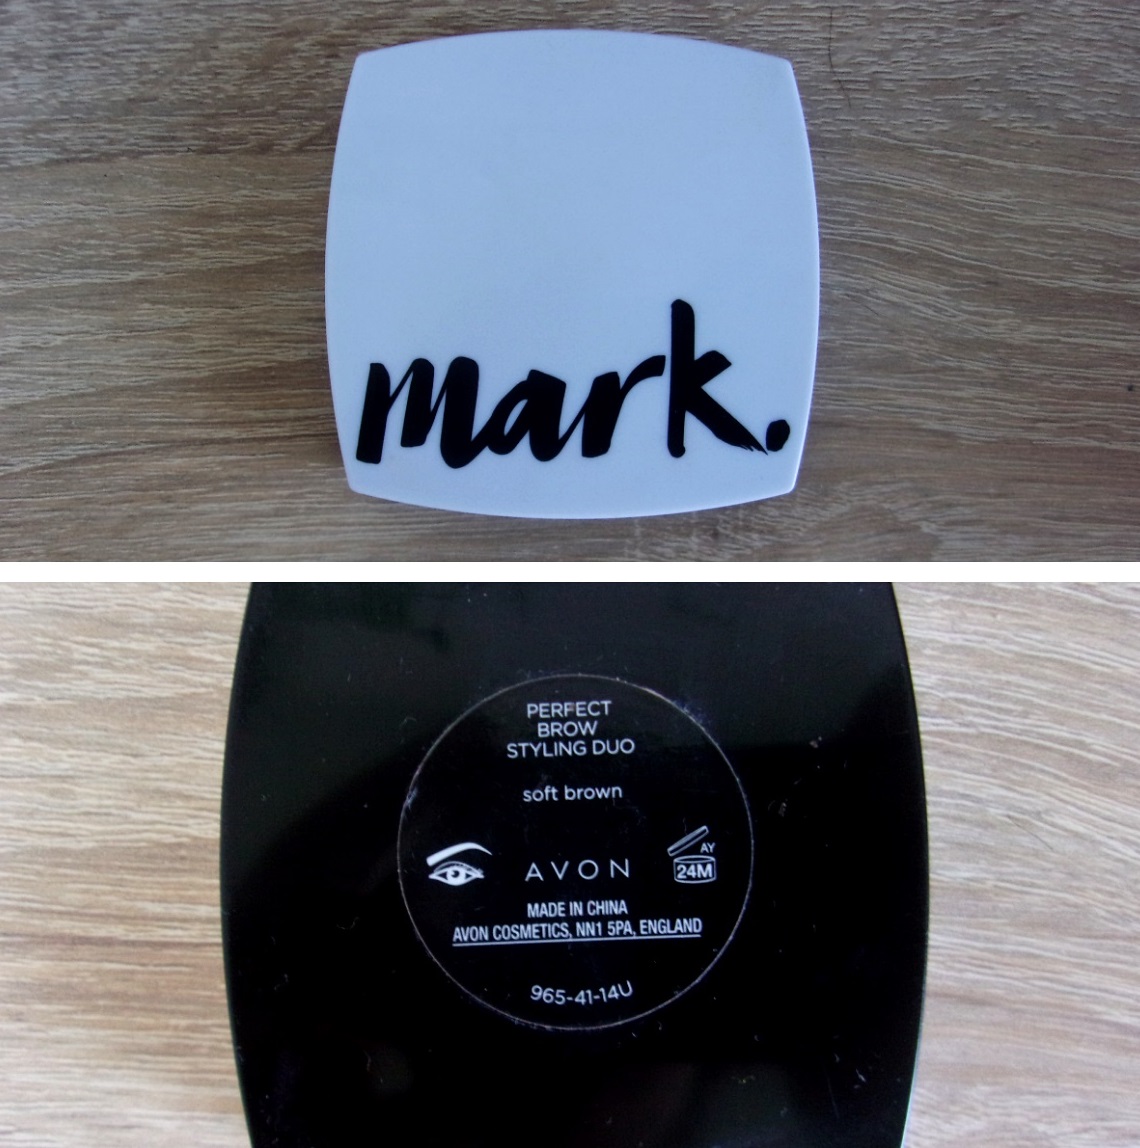 mark.
PERFECT
BROW
STYLING DUO
soft brown
AY
24M
AVON
MADE IN CHINA
AVON COSMETICS, NN1 5PA, ENGLAND
965-41-14U